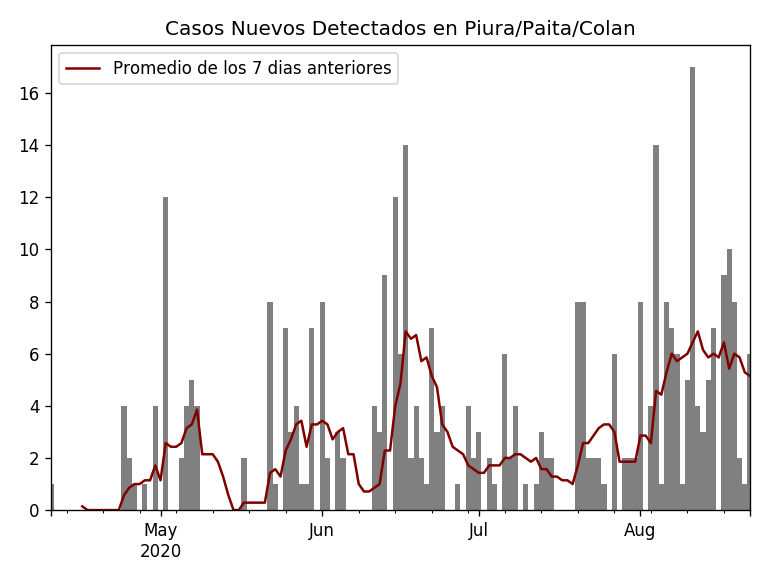 Casos Nuevos Detectados en Piura/Paita/Colan
Promedio de los 7 dias anteriores
16
14
12
10
8
6
4
2
0
May
2020
Jun
Jul
Aug